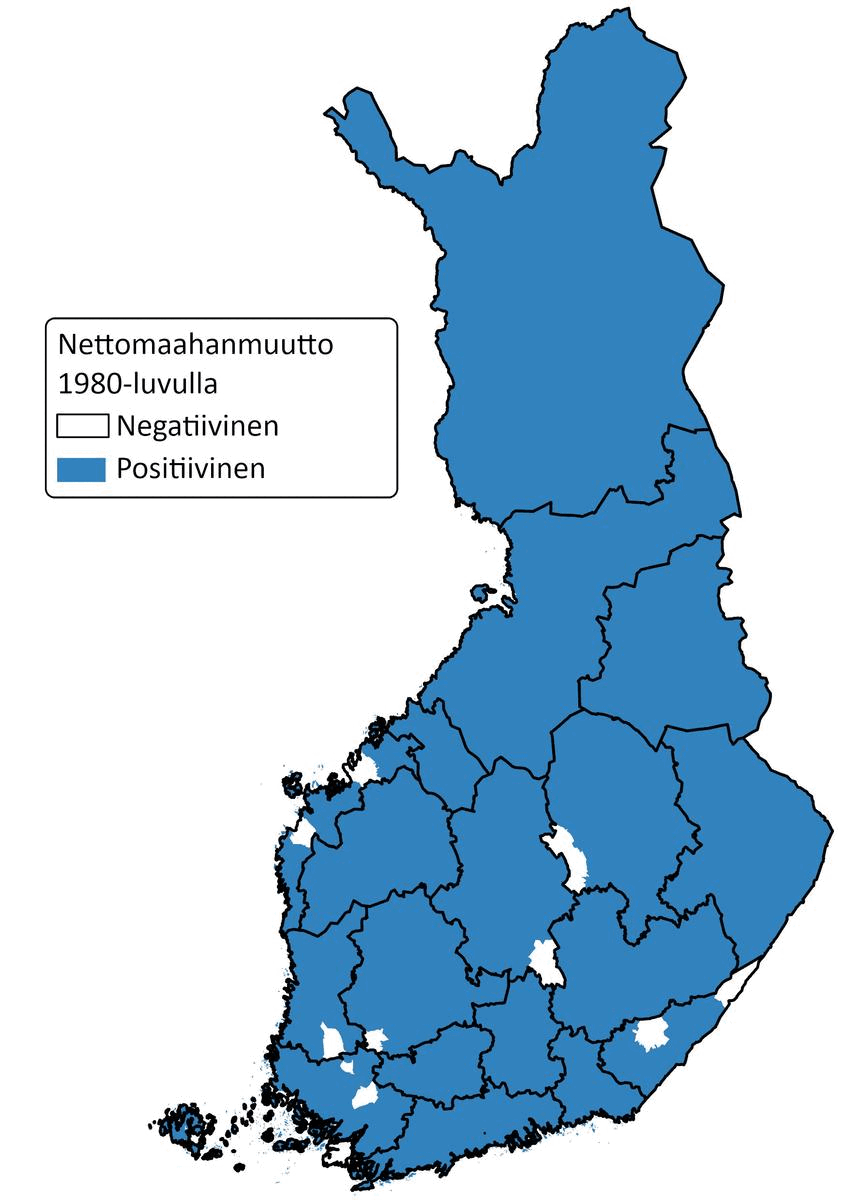 Nettomaahanmuutto
1980-luvulla
Negatiivinen
Positiivinen